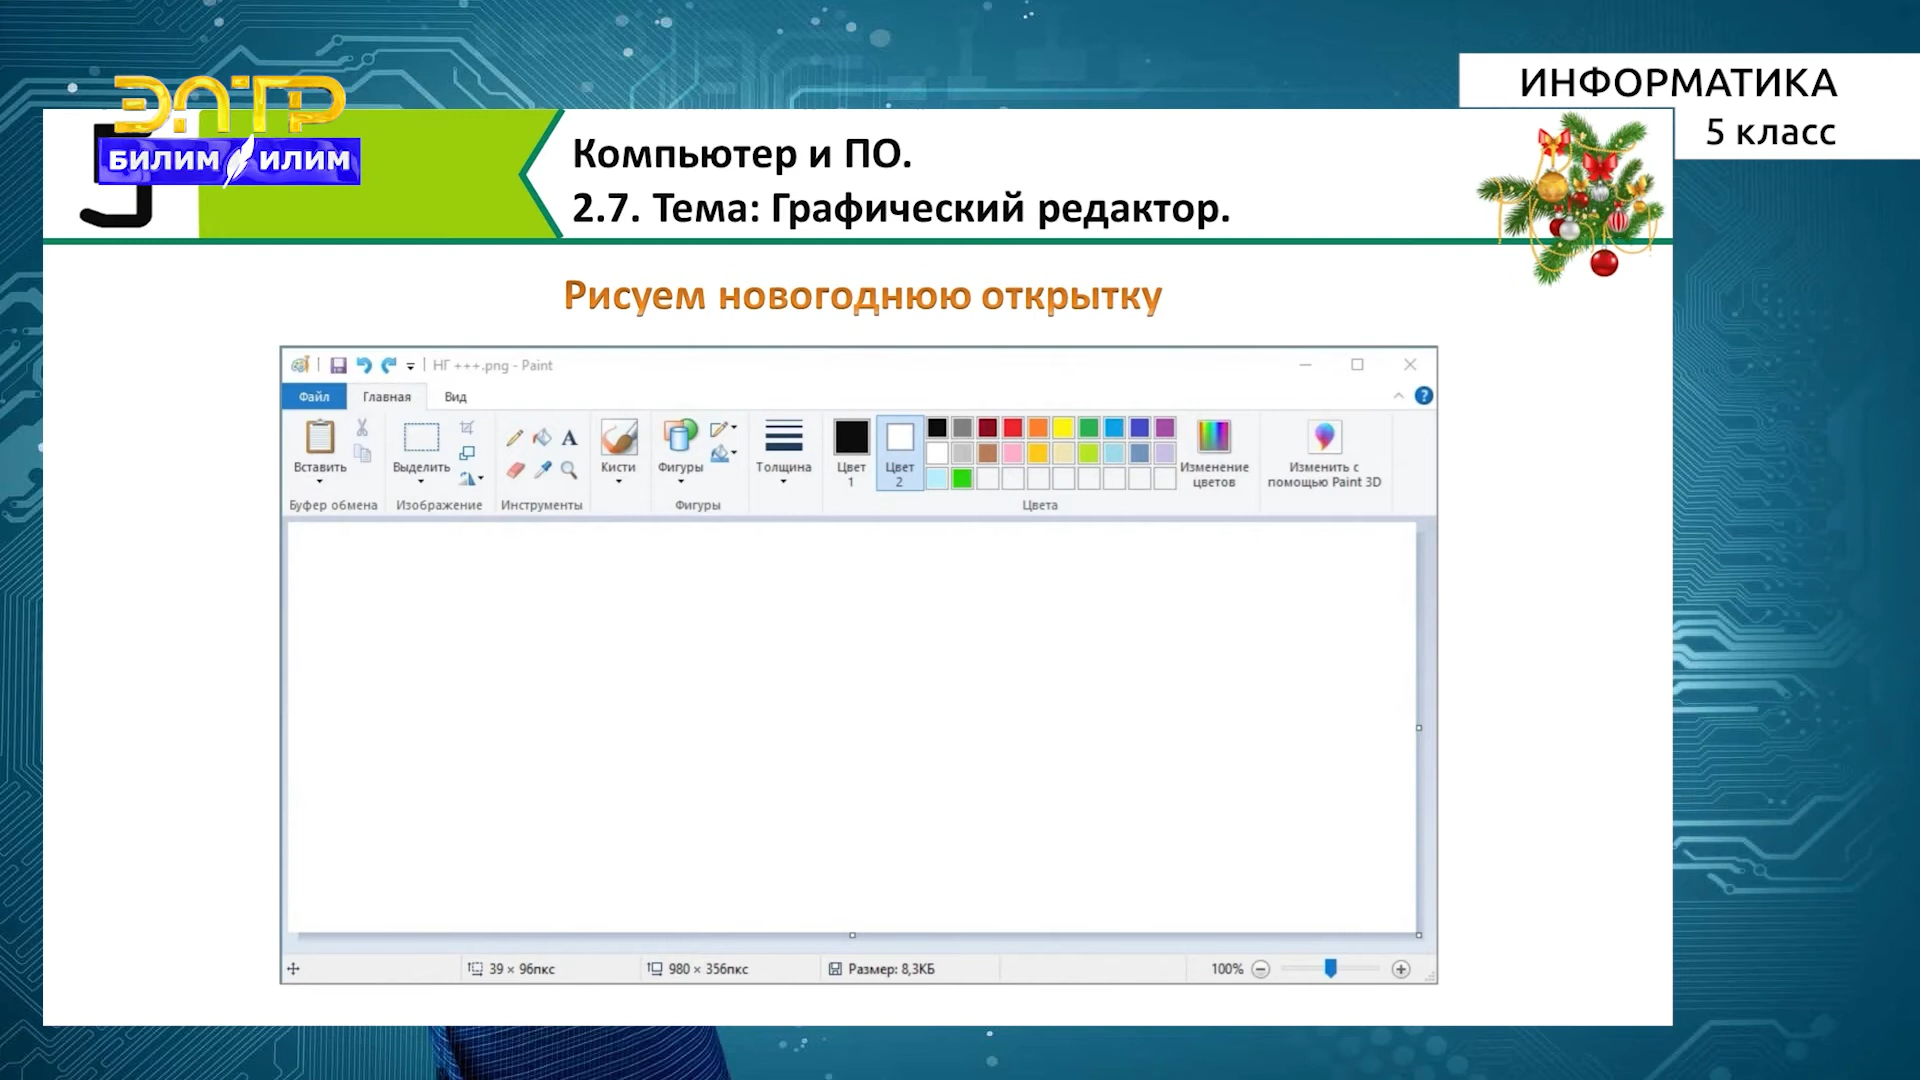 ИНФОРМАТИКА
5 класс
ЭЛТР
БИЛИМ ИЛИМ
5
Компьютер и ПО.
2.7. Тема: Графический редактор.
Рисуем новогоднюю открытку
НГ +++.png - Paint
Файл Главная Вид
Вставить Выделить Кисти Фигуры Толщина Цвет 1 Цвет 2 Изменение цветов Изменить с помощью Paint 3D
Буфер обмена Изображение Инструменты Фигуры Цвета
39 × 96пкс 980 × 356пкс Размер: 8,3КБ 100%